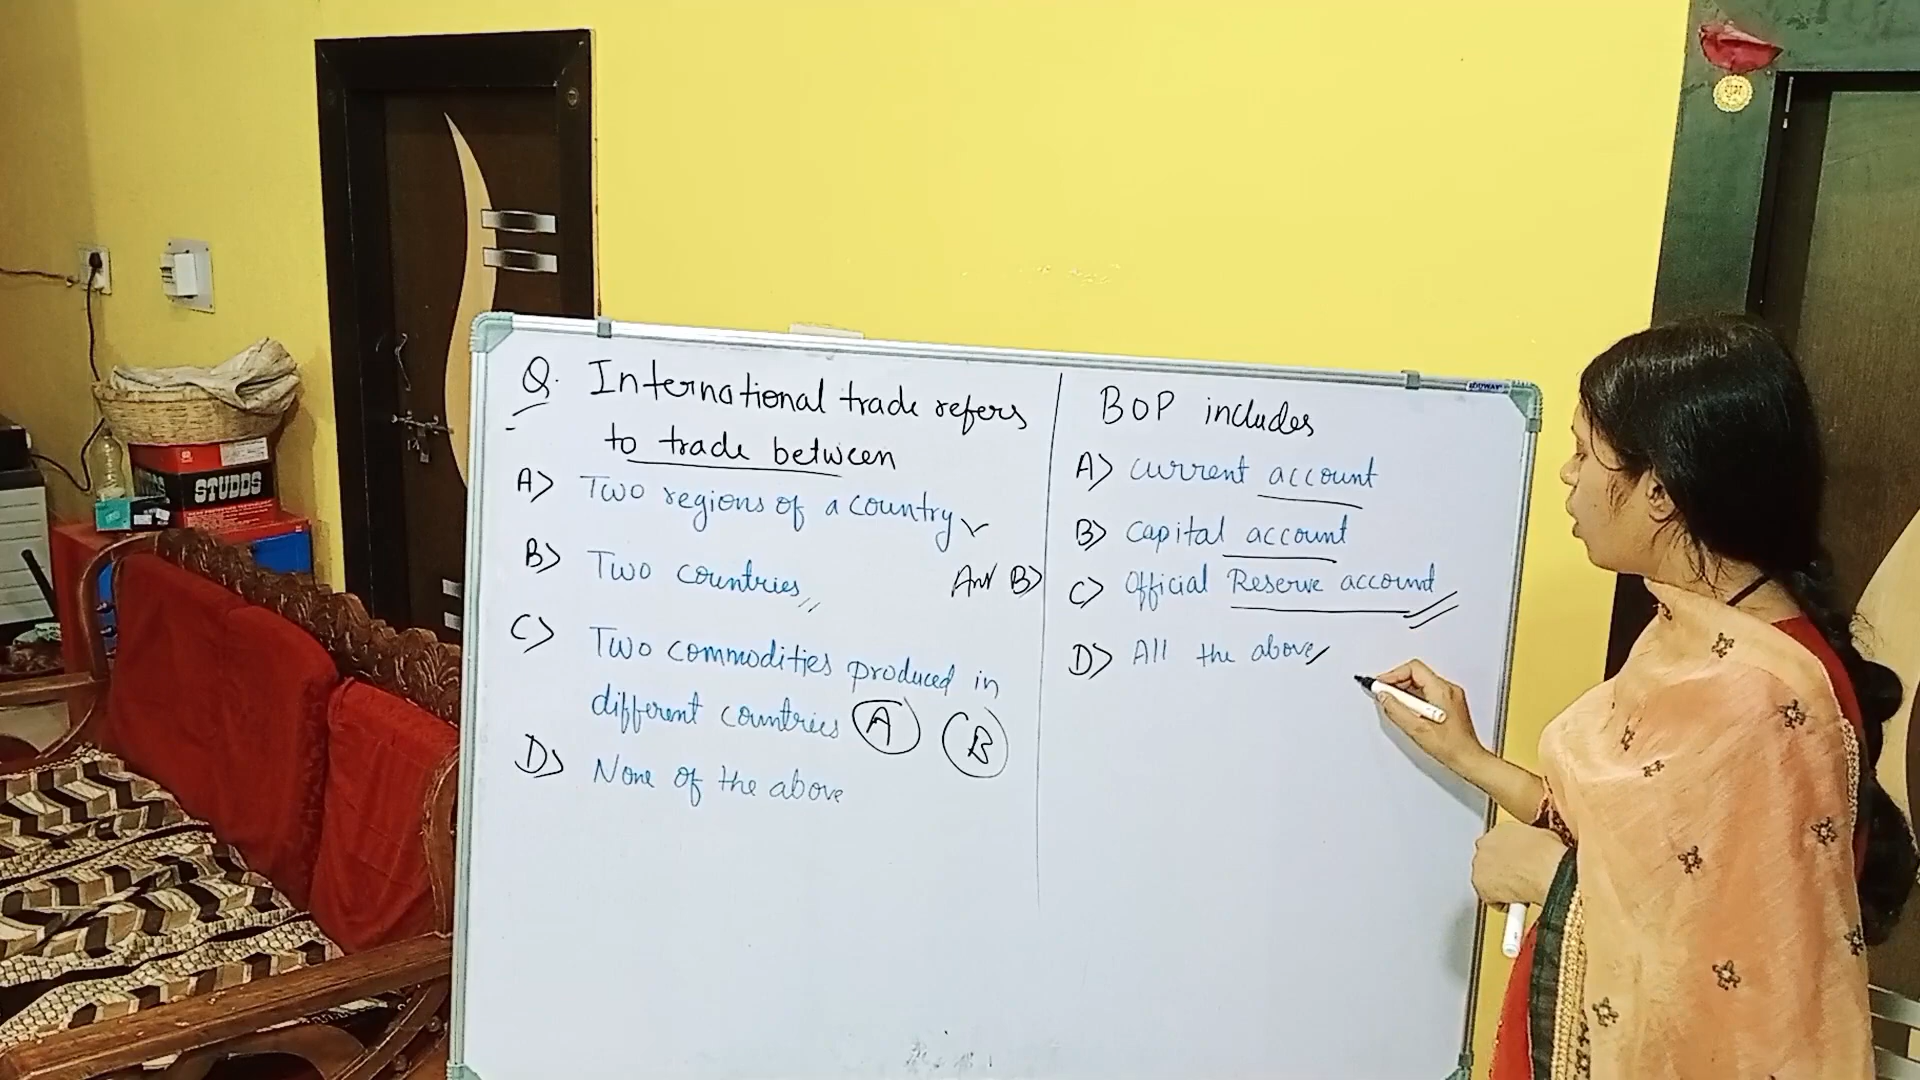 Q. International trade refers
to trade between
A) Two regions of a country
B) Two countries
Ans B)
C) Two commodities produced in
different countries A B
D) None of the above
BOP includes
A) current account
B) capital account
C) Official Reserve account
D) All the above
STUDDS